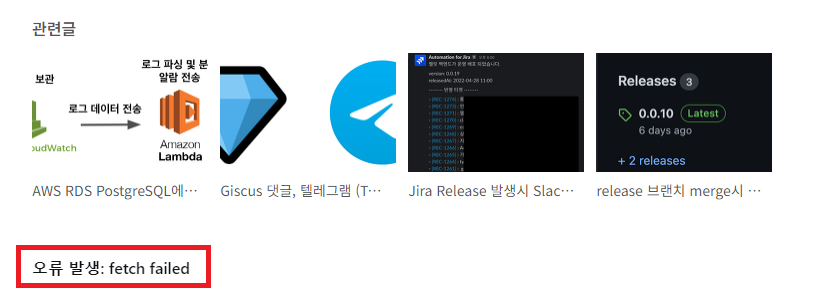 관련글
로그 파싱 및 분
알람 전송
보관
로그 데이터 전송
oudWatch
Amazon
Lambda
Automation for Jira
version: 0.0.19
releasedAt: 2022-04-28 11:00
Releases 3
0.0.10 Latest
6 days ago
+ 2 releases
AWS RDS PostgreSQL에…
Giscus 댓글, 텔레그램 (T…
Jira Release 발생시 Slac…
release 브랜치 merge시 …
오류 발생: fetch failed